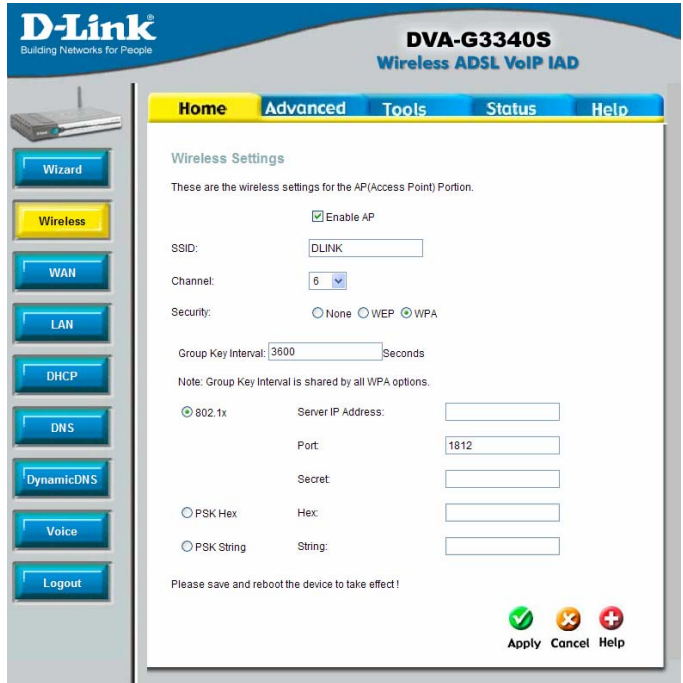 D-Link
Building Networks for People
DVA-G3340S
Wireless ADSL VoIP IAD
Home Advanced Tools Status Help
Wizard
Wireless
WAN
LAN
DHCP
DNS
DynamicDNS
Voice
Logout
Wireless Settings
These are the wireless settings for the AP(Access Point) Portion.
Enable AP
SSID: DLINK
Channel: 6
Security: None WEP WPA
Group Key Interval: 3600 Seconds
Note: Group Key Interval is shared by all WPA options.
802.1x Server IP Address:
Port: 1812
Secret:
PSK Hex Hex:
PSK String String:
Please save and reboot the device to take effect !
Apply Cancel Help